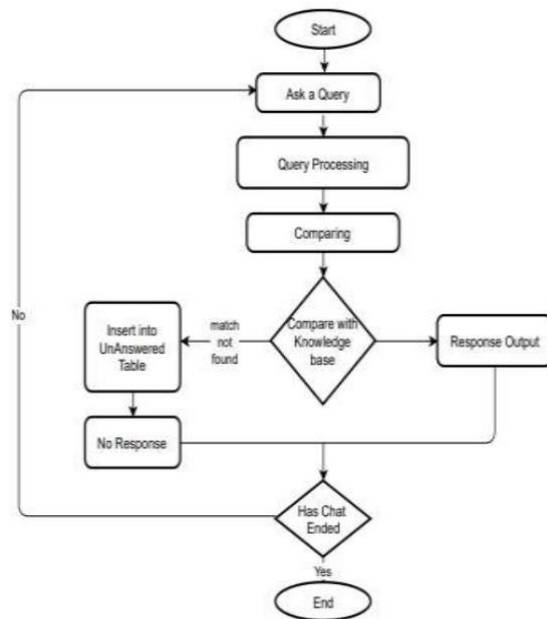 Start
Ask a Query
Query Processing
Comparing
No
Insert into
UnAnswered
Table
match
not
found
Compare with
Knowledge
base
Response Output
No Response
Has Chat
Ended
Yes
End